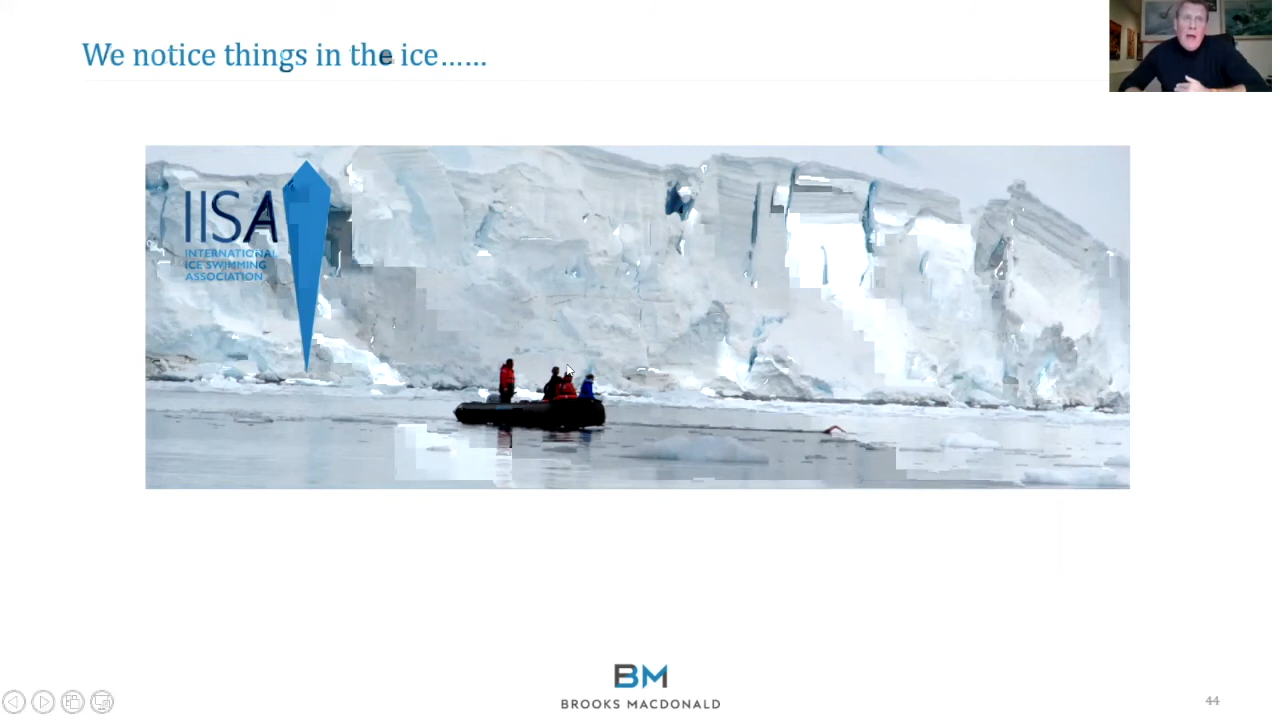 We notice things in the ice......
IISA
INTERNATIONAL
ICE SWIMMING
ASSOCIATION
BM
BROOKS MACDONALD
44